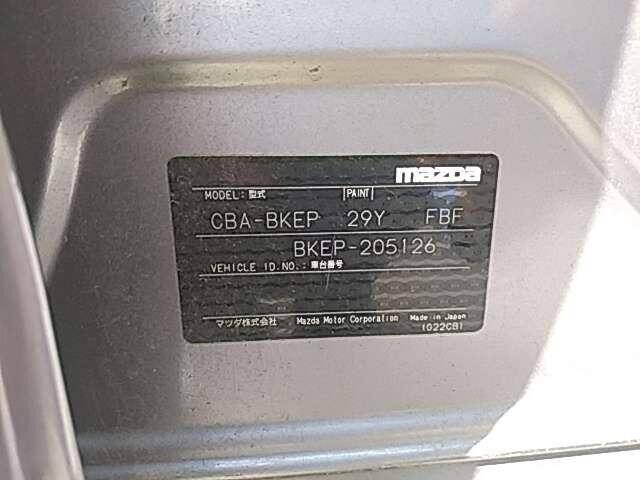 mazda
MODEL: 型式 PAINT
CBA-BKEP 29Y FBF
BKEP-205126
VEHICLE ID.NO.: 車台番号
マツダ株式会社 Mazda Motor Corporation Made in Japan
(022CB)